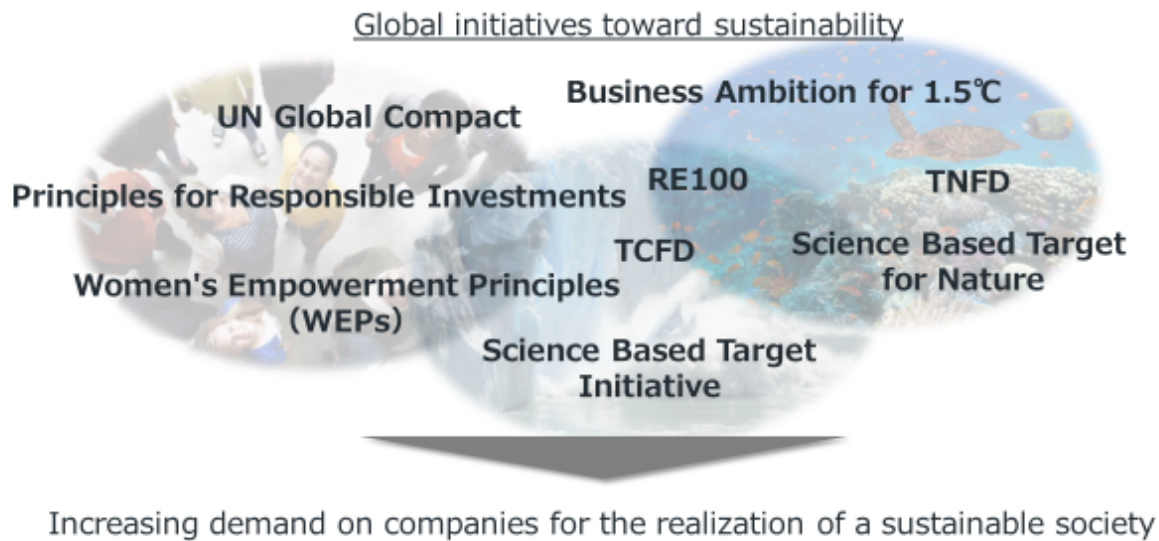 Global initiatives toward sustainability
Business Ambition for 1.5℃
UN Global Compact
RE100
TNFD
Principles for Responsible Investments
TCFD
Science Based Target
for Nature
Women's Empowerment Principles
(WEPs)
Science Based Target
Initiative
Increasing demand on companies for the realization of a sustainable society